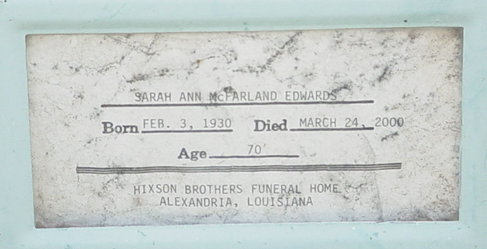 SARAH ANN McFARLAND EDWARDS
Born FEB. 3, 1930 Died MARCH 24, 2000
Age 70
HIXSON BROTHERS FUNERAL HOME
ALEXANDRIA, LOUISIANA